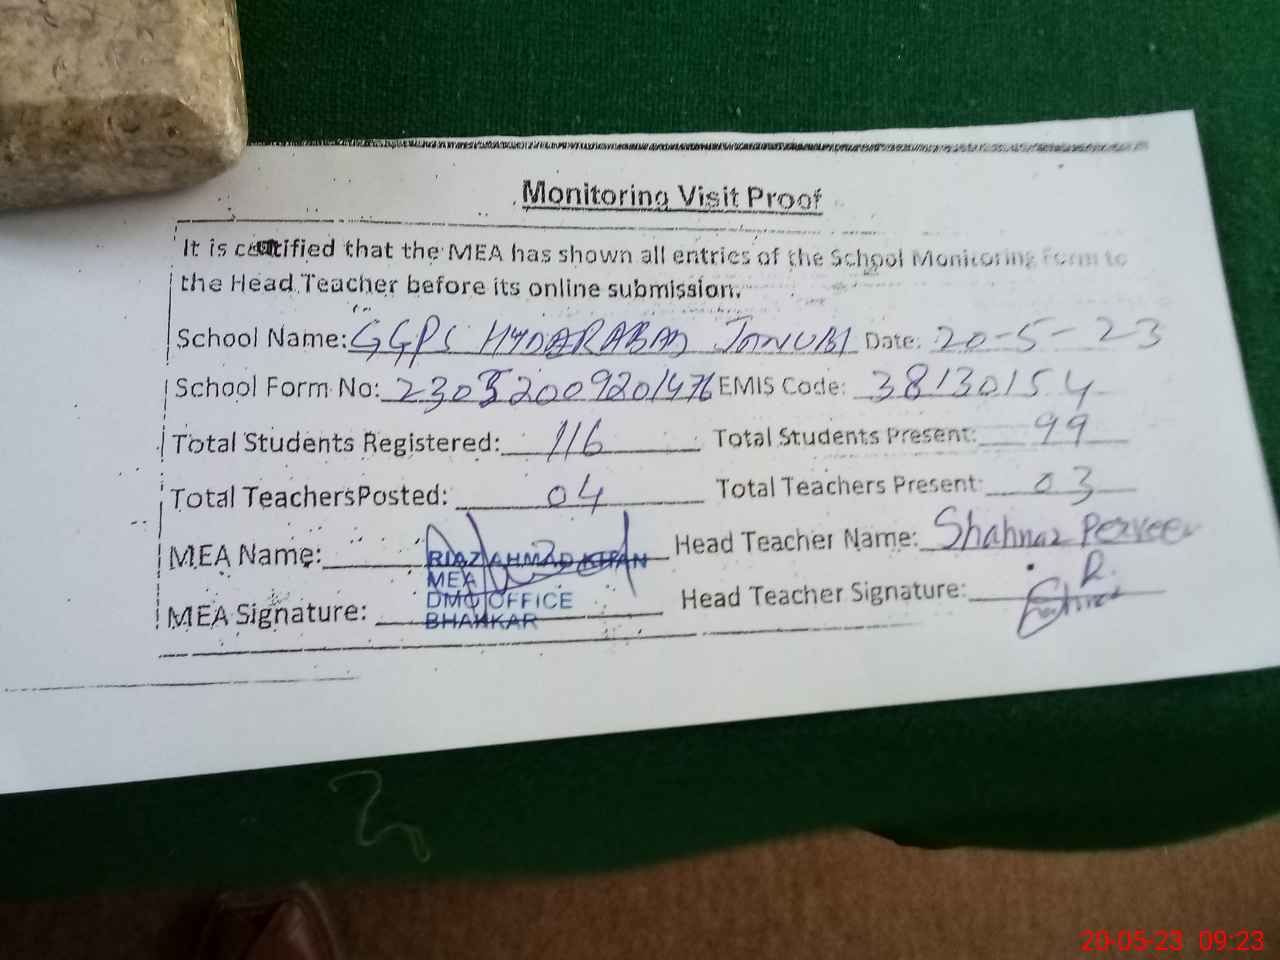 Monitoring Visit Proof
It is certified that the MEA has shown all entries of the School Monitoring Form to
the Head Teacher before its online submission.
School Name: GGPS HYDARABAD JANUBI Date: 20-5-23
School Form No: 23052009201476 EMIS Code: 38130154
Total Students Registered: 116 Total Students Present: 99
Total Teachers Posted: 04 Total Teachers Present: 03
MEA Name: RIAZ AHMAD KHAN Head Teacher Name: Shahnaz Perveen
MEA
MEA Signature: DMO OFFICE Head Teacher Signature:
BHAKKAR
20-05-23 09:23